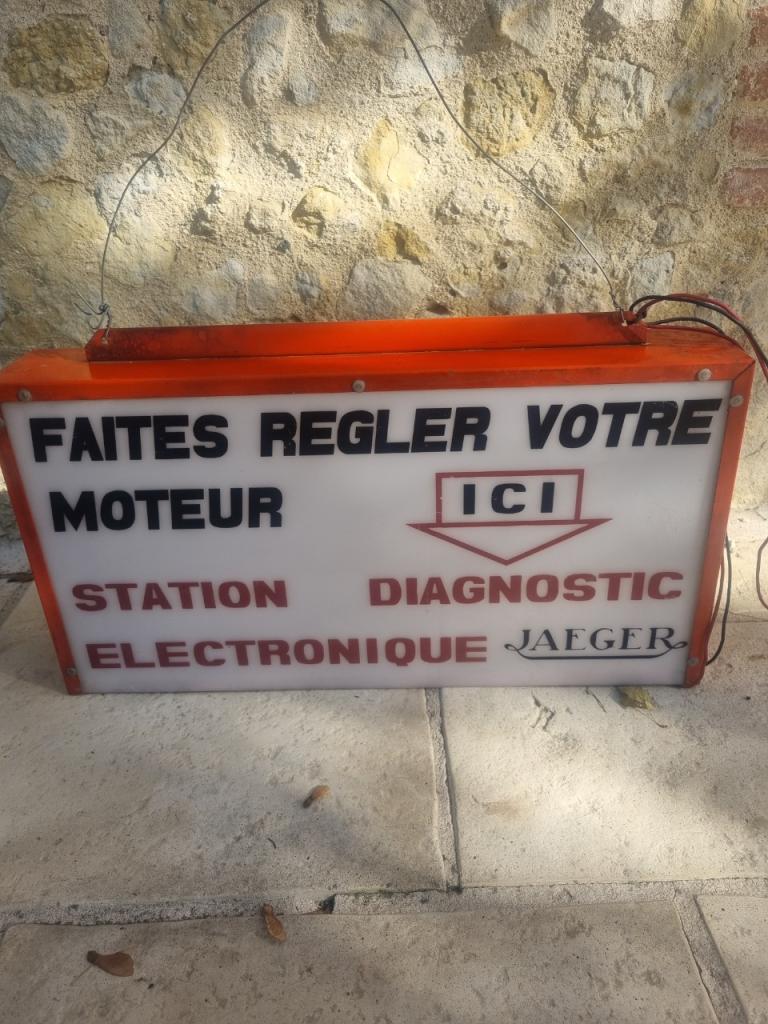 FAITES REGLER VOTRE
MOTEUR ICI
STATION DIAGNOSTIC
ELECTRONIQUE JAEGER